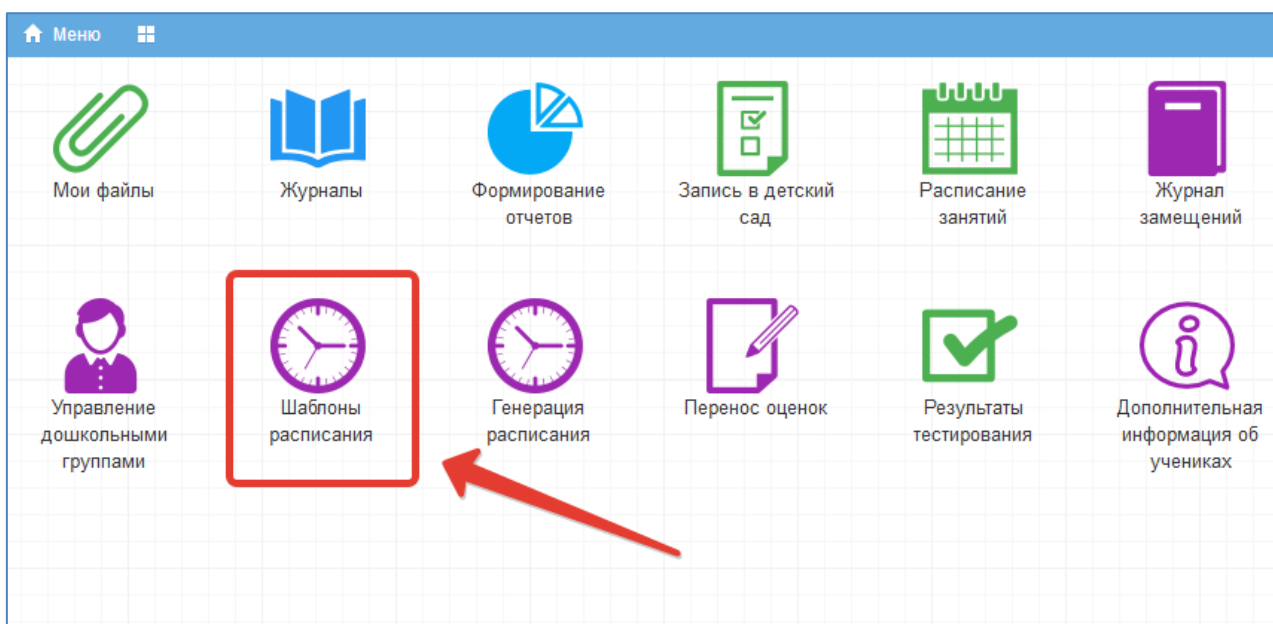 Меню
Мои файлы
Журналы
Формирование
отчетов
Запись в детский
сад
Расписание
занятий
Журнал
замещений
Управление
дошкольными
группами
Шаблоны
расписания
Генерация
расписания
Перенос оценок
Результаты
тестирования
Дополнительная
информация об
учениках